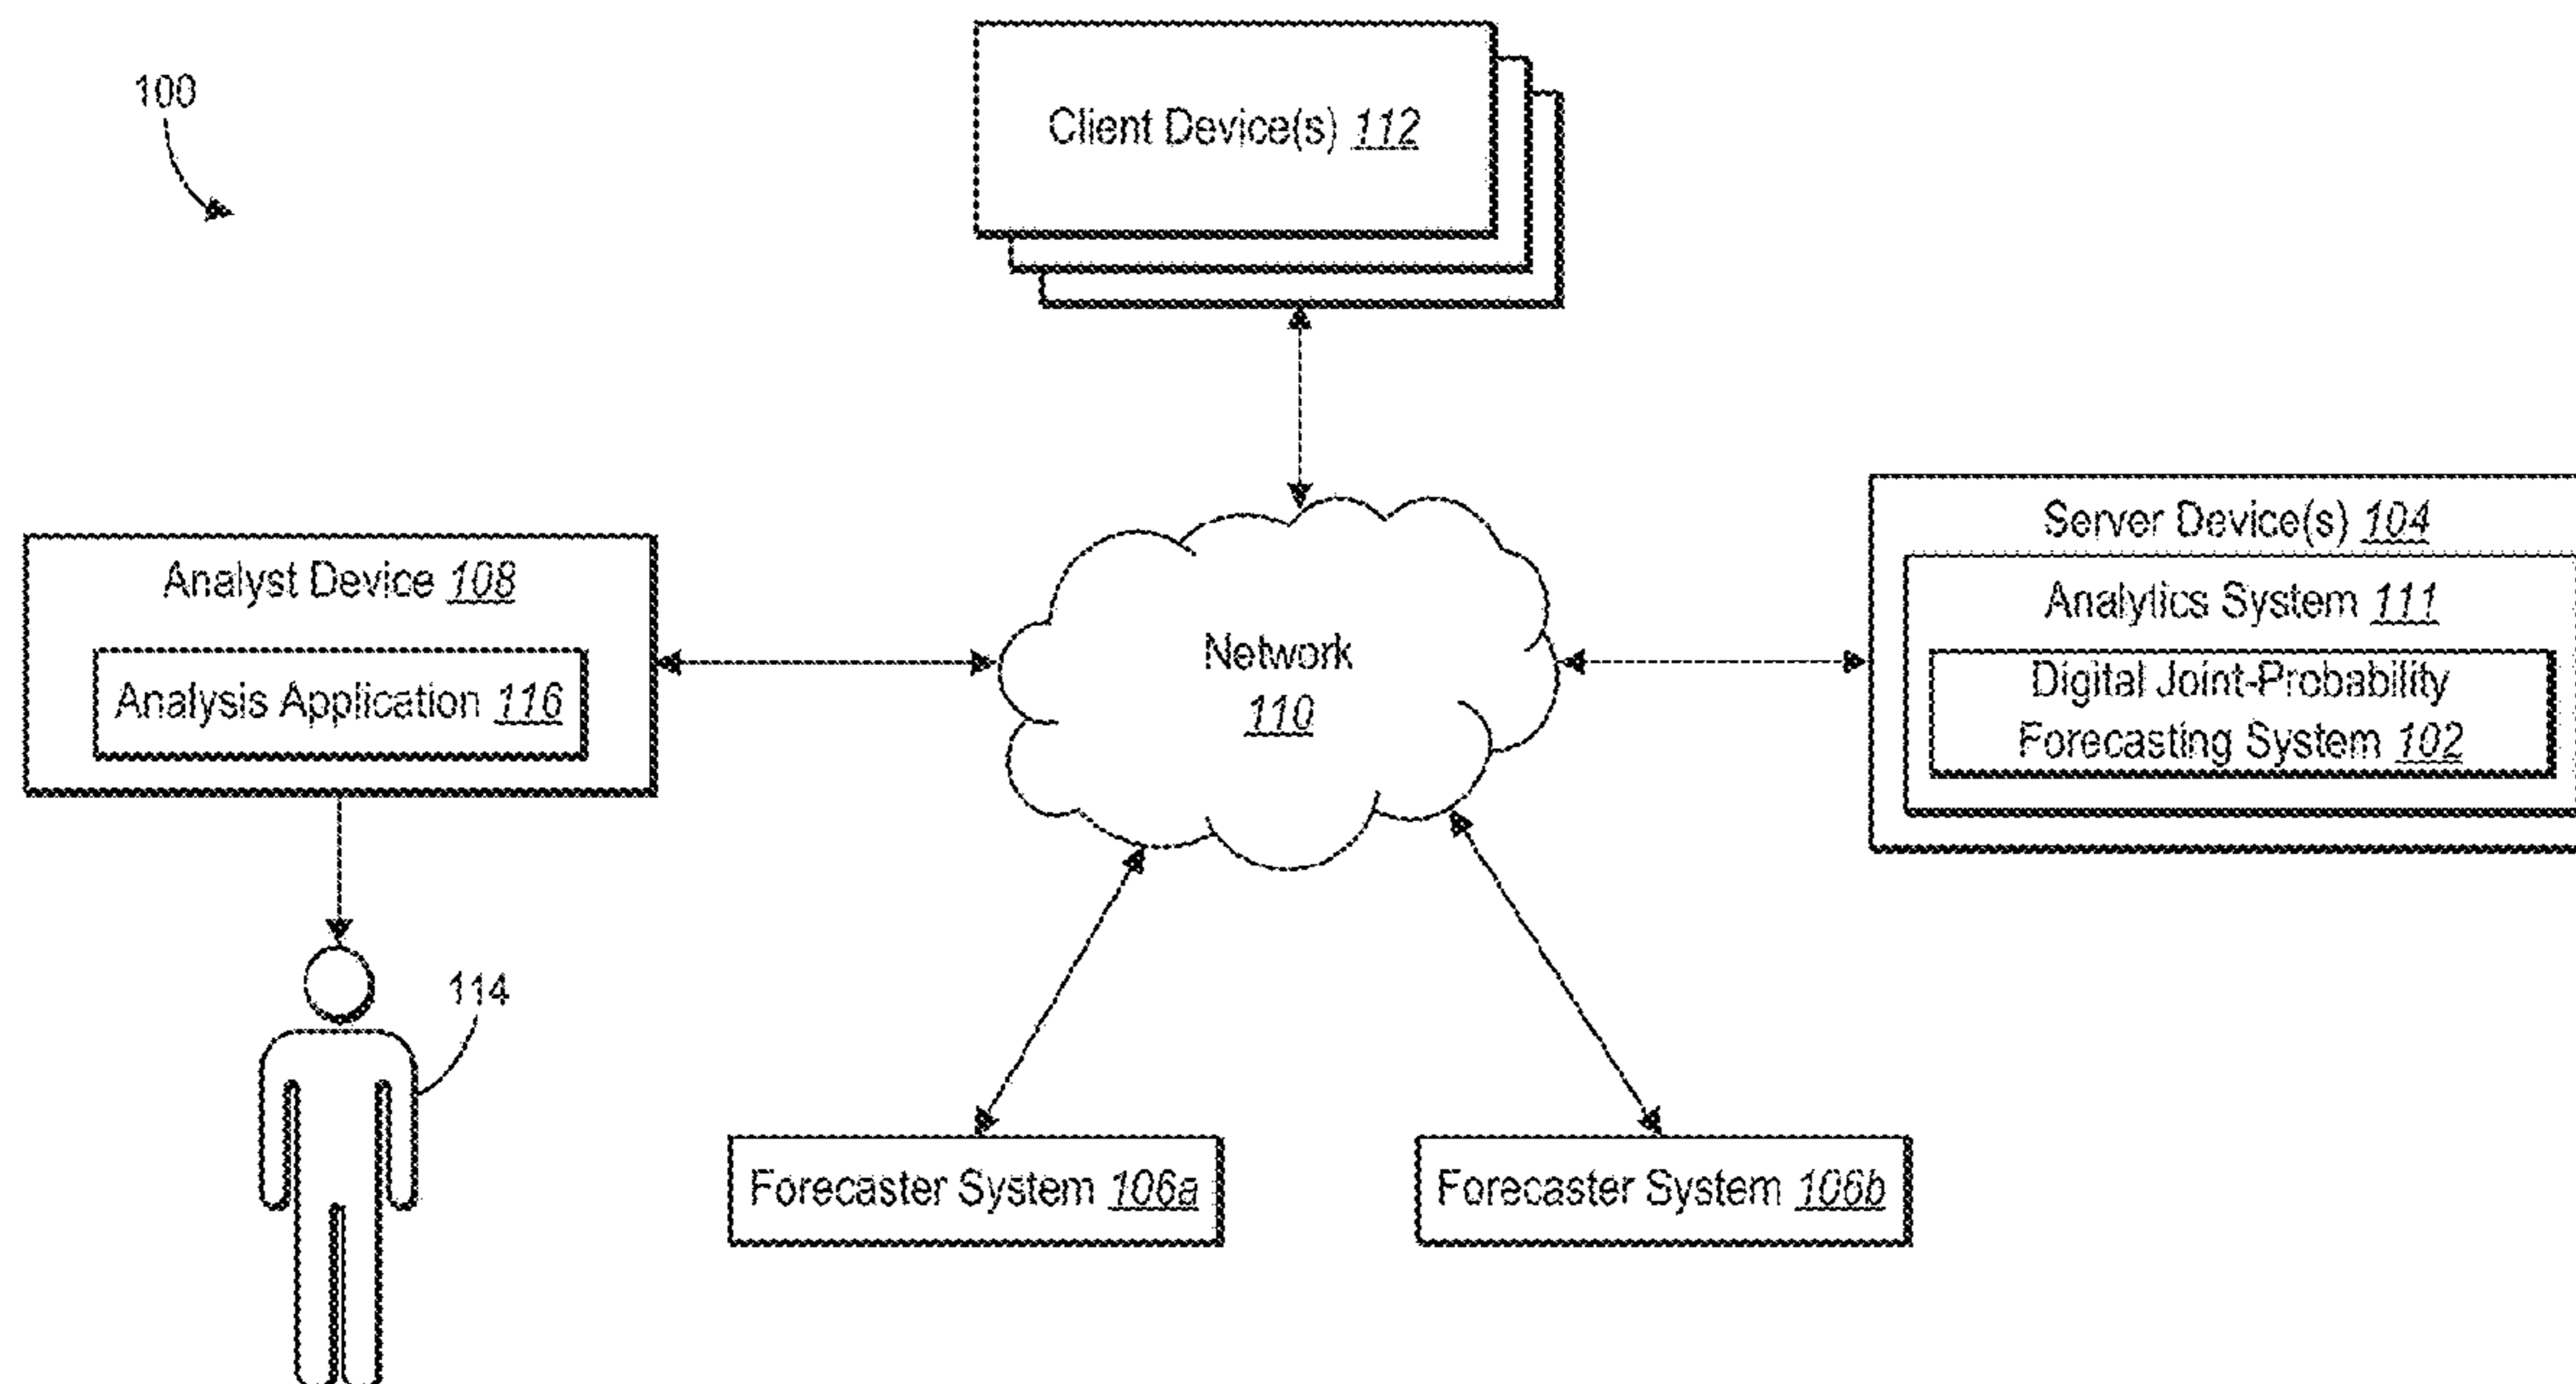 100
Client Device(s) 112
Server Device(s) 104
Analyst Device 108
Analytics System 111
Network
110
Analysis Application 116
Digital Joint-Probability
Forecasting System 102
114
Forecaster System 106a
Forecaster System 106b